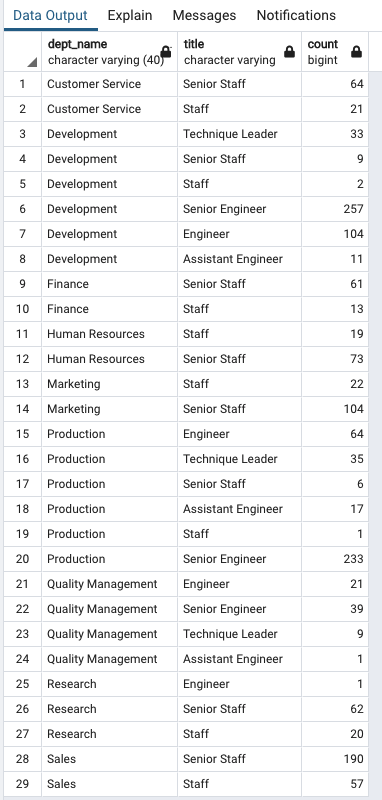 Data Output Explain Messages Notifications
dept_name title count
character varying (40) character varying bigint
1 Customer Service Senior Staff 64
2 Customer Service Staff 21
3 Development Technique Leader 33
4 Development Senior Staff 9
5 Development Staff 2
6 Development Senior Engineer 257
7 Development Engineer 104
8 Development Assistant Engineer 11
9 Finance Senior Staff 61
10 Finance Staff 13
11 Human Resources Staff 19
12 Human Resources Senior Staff 73
13 Marketing Staff 22
14 Marketing Senior Staff 104
15 Production Engineer 64
16 Production Technique Leader 35
17 Production Senior Staff 6
18 Production Assistant Engineer 17
19 Production Staff 1
20 Production Senior Engineer 233
21 Quality Management Engineer 21
22 Quality Management Senior Engineer 39
23 Quality Management Technique Leader 9
24 Quality Management Assistant Engineer 1
25 Research Engineer 1
26 Research Senior Staff 62
27 Research Staff 20
28 Sales Senior Staff 190
29 Sales Staff 57